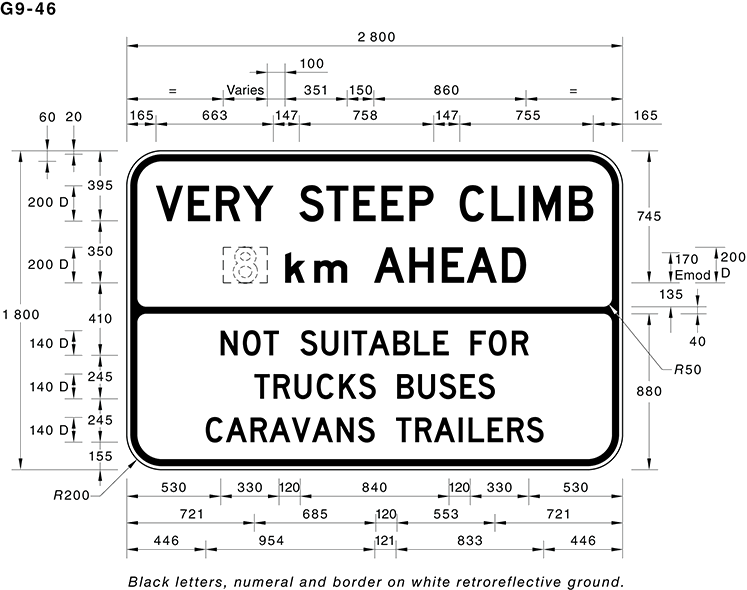 G9-46
2 800
100
= Varies 351 150 860 =
165 663 147 758 147 755 165
60 20
395
200 D
350
200 D
1 800
410
140 D
245
140 D
245
140 D
155
VERY STEEP CLIMB
8 km AHEAD
NOT SUITABLE FOR
TRUCKS BUSES
CARAVANS TRAILERS
745
170
Emod
200
D
135
40
R50
880
R200
530 330 120 840 120 330 530
721 685 120 553 721
446 954 121 833 446
Black letters, numeral and border on white retroreflective ground.